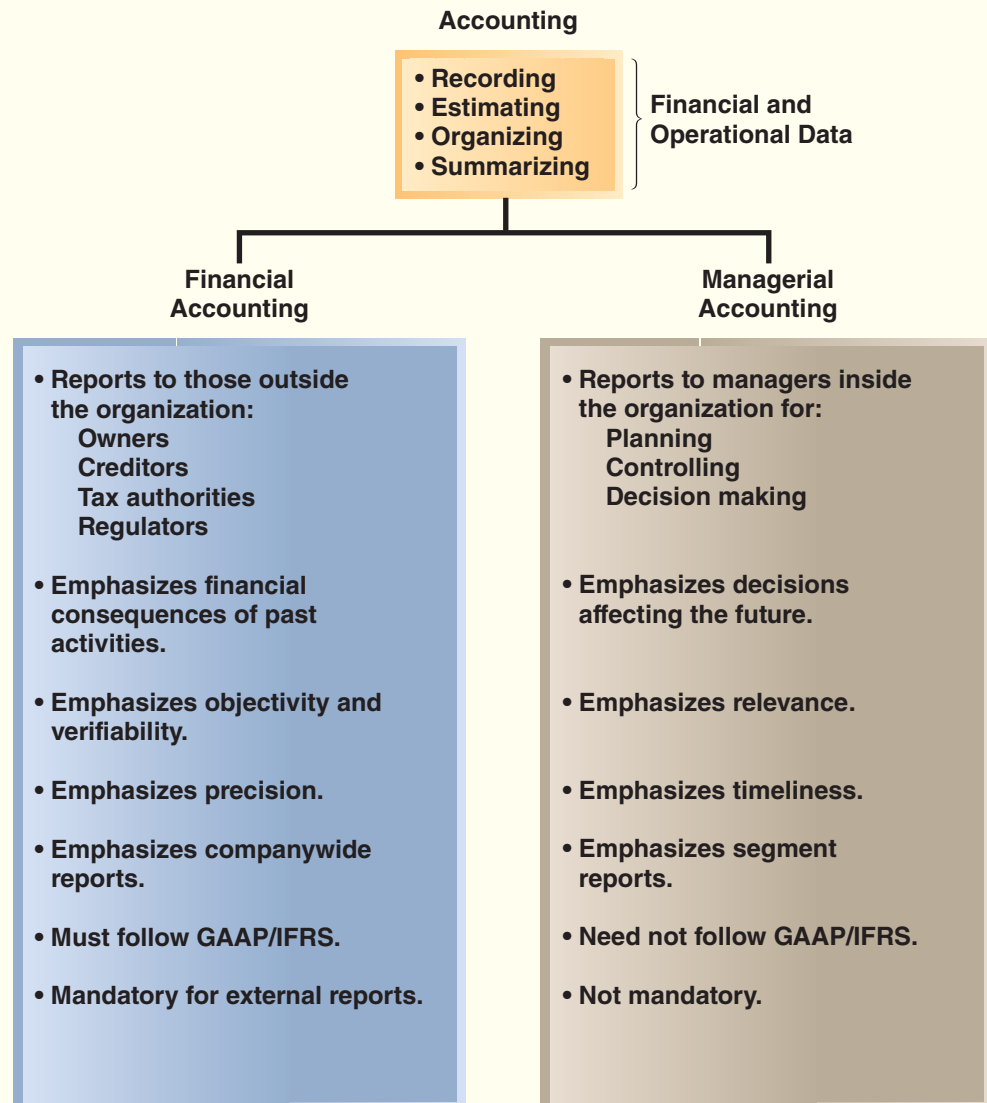 Accounting
• Recording
• Estimating
• Organizing
• Summarizing
Financial and
Operational Data
Financial
Accounting
• Reports to those outside
the organization:
Owners
Creditors
Tax authorities
Regulators
• Emphasizes financial
consequences of past
activities.
• Emphasizes objectivity and
verifiability.
• Emphasizes precision.
• Emphasizes companywide
reports.
• Must follow GAAP/IFRS.
• Mandatory for external reports.
Managerial
Accounting
• Reports to managers inside
the organization for:
Planning
Controlling
Decision making
• Emphasizes decisions
affecting the future.
• Emphasizes relevance.
• Emphasizes timeliness.
• Emphasizes segment
reports.
• Need not follow GAAP/IFRS.
• Not mandatory.